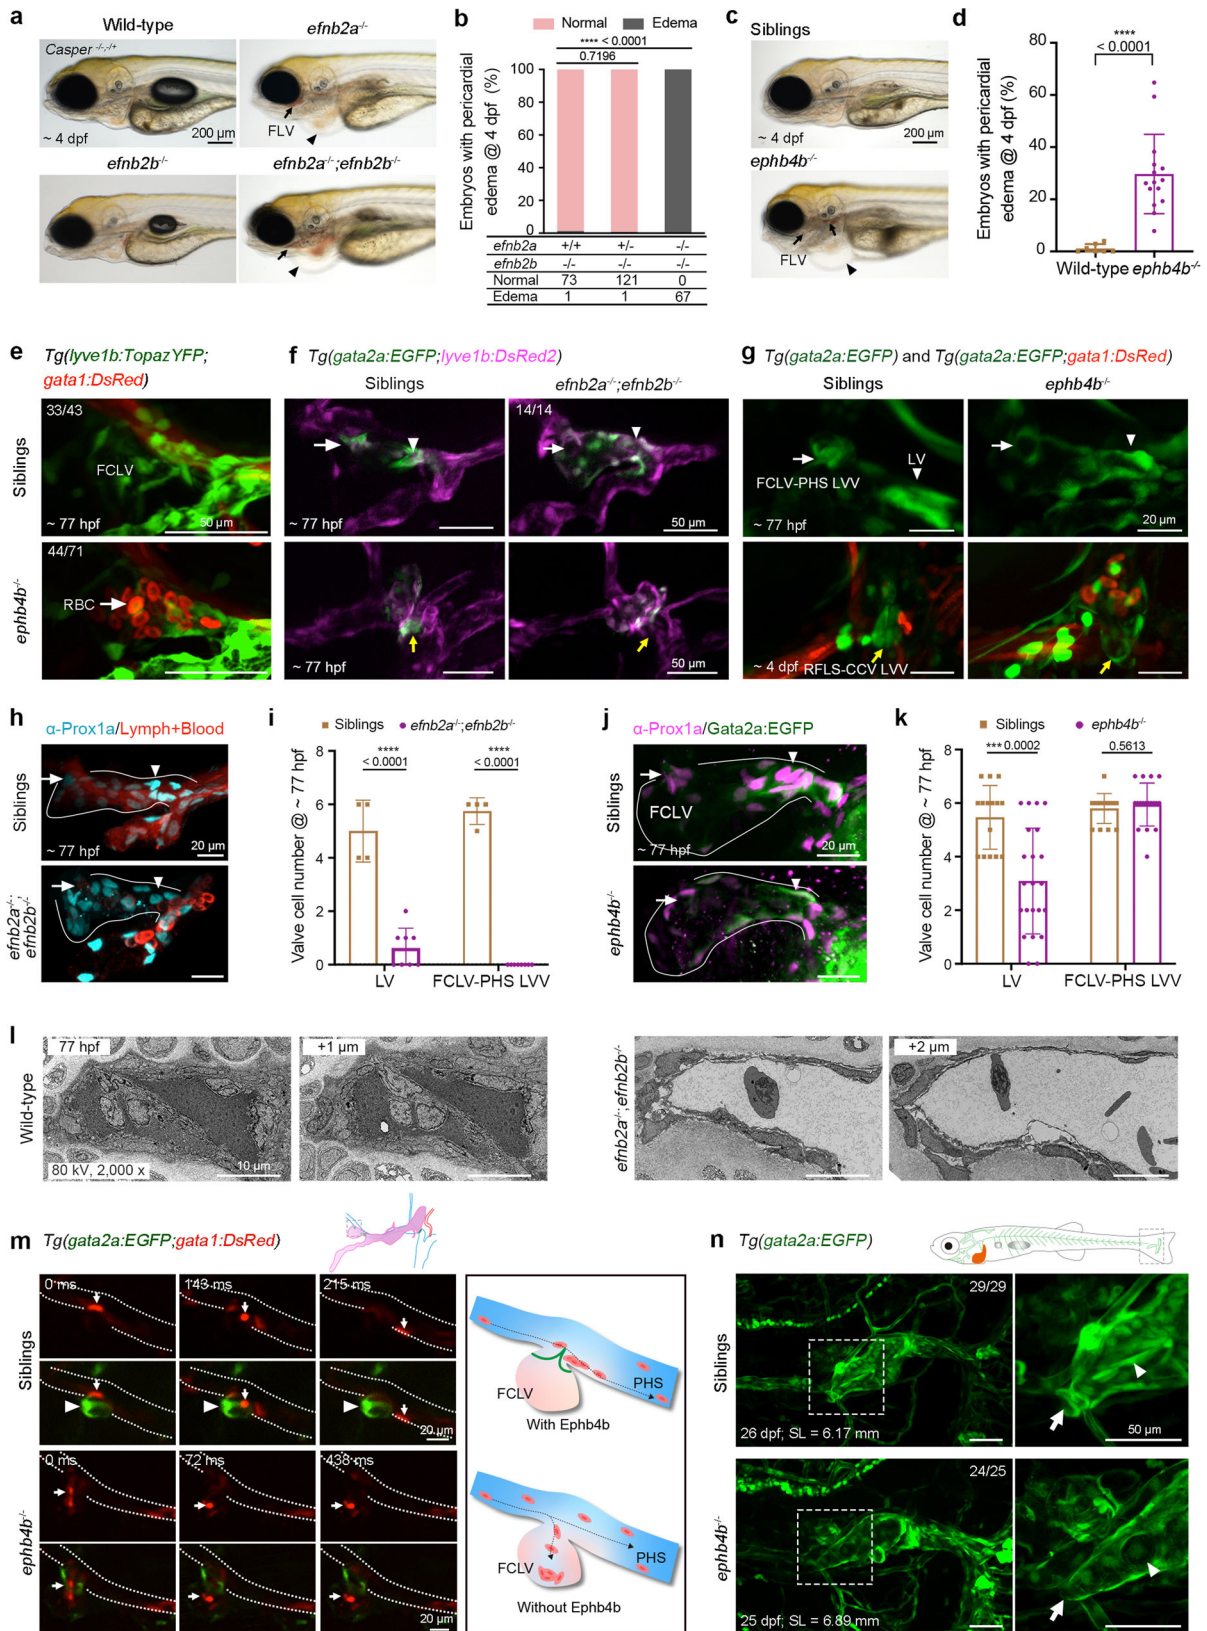 a
Wild-type
efnb2a-/-
Casper -/-,-/+
~ 4 dpf
200 µm
FLV
efnb2b-/-
efnb2a-/-;efnb2b-/-
b
Normal
Edema
**** < 0.0001
0.7196
Embryos with pericardial
edema @ 4 dpf (%)
100
80
60
40
20
0
efnb2a +/+ +/- -/-
efnb2b -/- -/- -/-
Normal 73 121 0
Edema 1 1 67
c
Siblings
~ 4 dpf
200 µm
ephb4b-/-
FLV
d
Embryos with pericardial
edema @ 4 dpf (%)
80
60
40
20
0
****
< 0.0001
Wild-type ephb4b-/-
e
Tg(lyve1b:TopazYFP;
gata1:DsRed)
Siblings
33/43
FCLV
~ 77 hpf
50 µm
ephb4b-/-
44/71
RBC
f
Tg(gata2a:EGFP;lyve1b:DsRed2)
Siblings
efnb2a-/-;efnb2b-/-
14/14
~ 77 hpf
50 µm
~ 77 hpf
50 µm
g
Tg(gata2a:EGFP) and Tg(gata2a:EGFP;gata1:DsRed)
Siblings
ephb4b-/-
LV
FCLV-PHS LVV
~ 77 hpf
20 µm
~ 4 dpf
RFLS-CCV LVV
h
α-Prox1a/Lymph+Blood
Siblings
~ 77 hpf
20 µm
efnb2a-/-;
efnb2b-/-
i
Siblings
efnb2a-/-;efnb2b-/-
Valve cell number @ ~ 77 hpf
8
6
4
2
0
****
< 0.0001
****
< 0.0001
LV
FCLV-PHS LVV
j
α-Prox1a/Gata2a:EGFP
Siblings
FCLV
~ 77 hpf
20 µm
ephb4b-/-
k
Siblings
ephb4b-/-
Valve cell number @ ~ 77 hpf
8
6
4
2
0
*** 0.0002
0.5613
LV
FCLV-PHS LVV
l
Wild-type
77 hpf
80 kV, 2,000 x
10 µm
+1 µm
efnb2a-/-;efnb2b-/-
+2 µm
m
Tg(gata2a:EGFP;gata1:DsRed)
Siblings
0 ms
143 ms
215 ms
20 µm
ephb4b-/-
0 ms
72 ms
438 ms
20 µm
FCLV
PHS
With Ephb4b
FCLV
PHS
Without Ephb4b
n
Tg(gata2a:EGFP)
Siblings
29/29
26 dpf; SL = 6.17 mm
50 µm
ephb4b-/-
24/25
25 dpf; SL = 6.89 mm